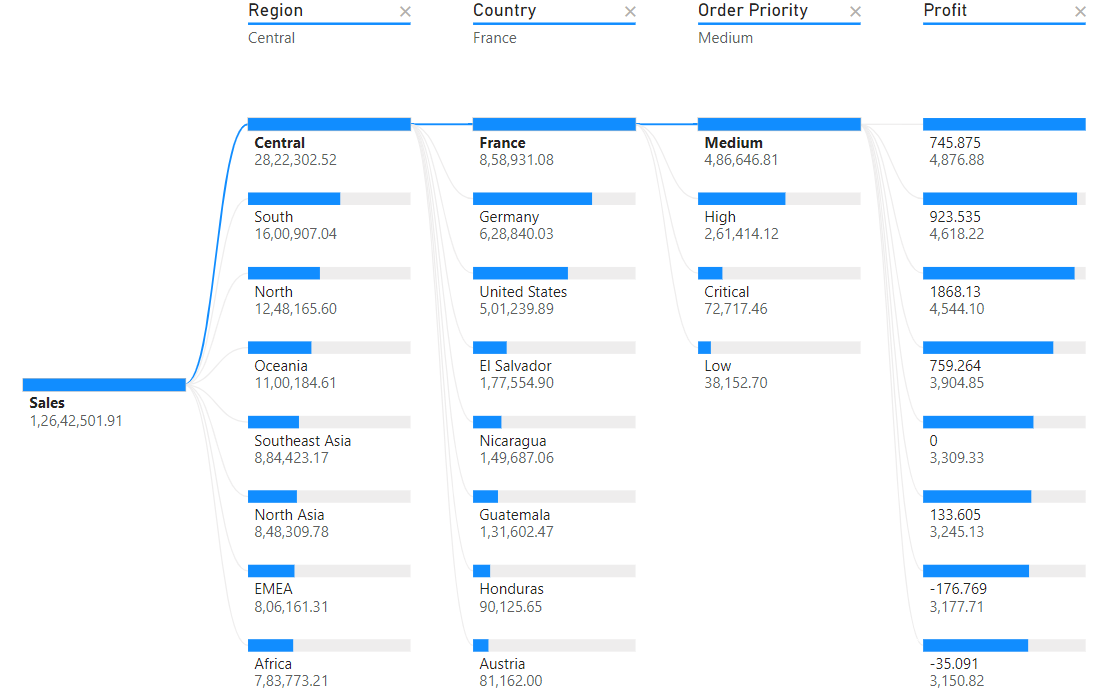 Region
Central
Country
France
Order Priority
Medium
Profit
Sales
1,26,42,501.91
Central
28,22,302.52
South
16,00,907.04
North
12,48,165.60
Oceania
11,00,184.61
Southeast Asia
8,84,423.17
North Asia
8,48,309.78
EMEA
8,06,161.31
Africa
7,83,773.21
France
8,58,931.08
Germany
6,28,840.03
United States
5,01,239.89
El Salvador
1,77,554.90
Nicaragua
1,49,687.06
Guatemala
1,31,602.47
Honduras
90,125.65
Austria
81,162.00
Medium
4,86,646.81
High
2,61,414.12
Critical
72,717.46
Low
38,152.70
745.875
4,876.88
923.535
4,618.22
1868.13
4,544.10
759.264
3,904.85
0
3,309.33
133.605
3,245.13
-176.769
3,177.71
-35.091
3,150.82